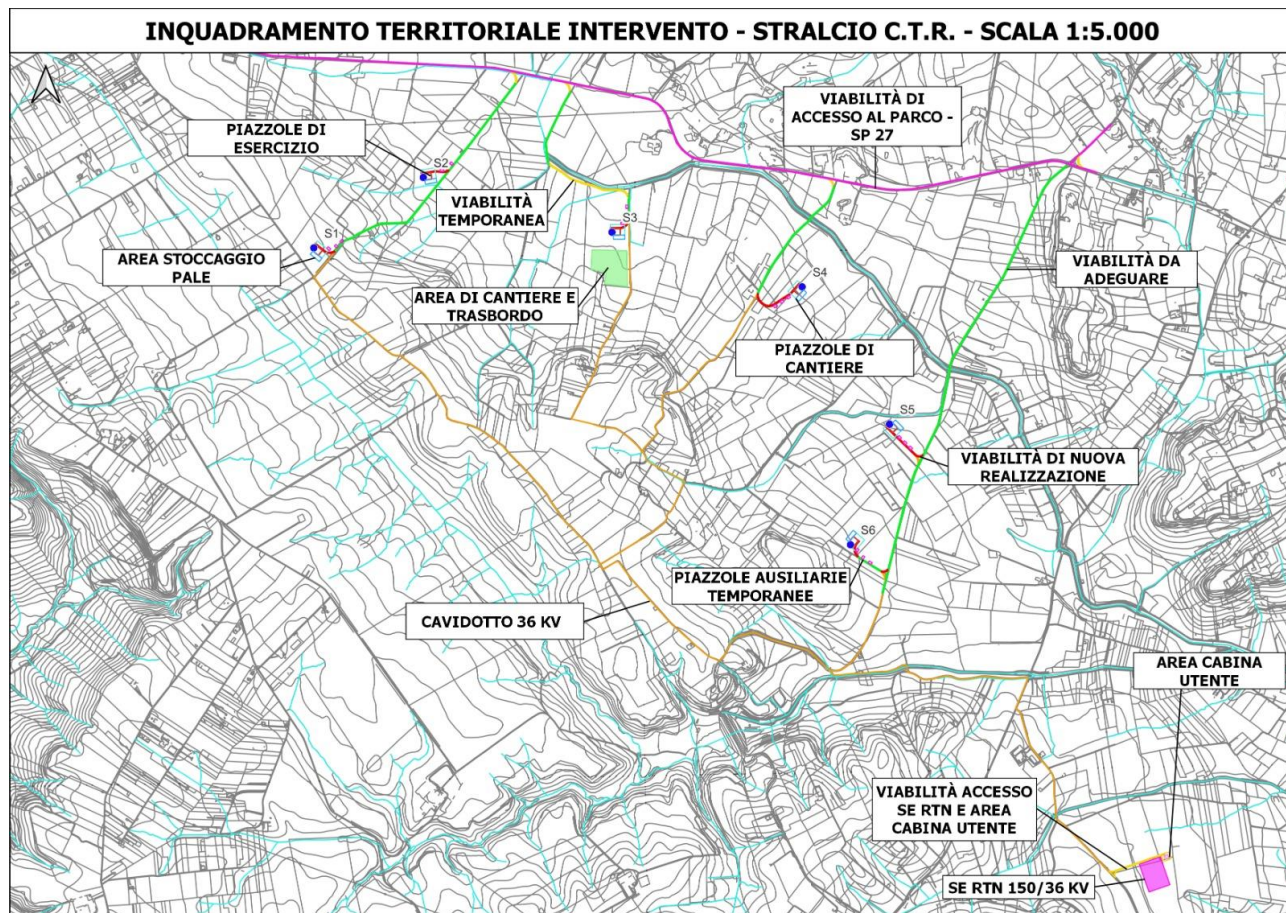 INQUADRAMENTO TERRITORIALE INTERVENTO - STRALCIO C.T.R. - SCALA 1:5.000
VIABILITÀ DI
ACCESSO AL PARCO -
SP 27
PIAZZOLE DI
ESERCIZIO
S2
VIABILITÀ
TEMPORANEA
S3
S1
AREA STOCCAGGIO
PALE
VIABILITÀ DA
ADEGUARE
S4
AREA DI CANTIERE E
TRASBORDO
PIAZZOLE DI
CANTIERE
S5
VIABILITÀ DI NUOVA
REALIZZAZIONE
S6
PIAZZOLE AUSILIARIE
TEMPORANEE
CAVIDOTTO 36 KV
AREA CABINA
UTENTE
VIABILITÀ ACCESSO
SE RTN E AREA
CABINA UTENTE
SE RTN 150/36 KV